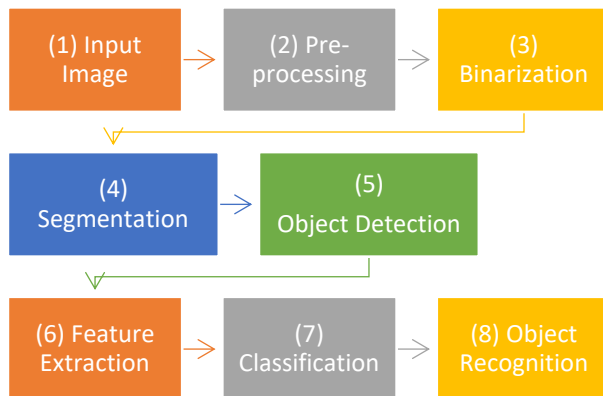 (1) Input
Image
(2) Pre-
processing
(3)
Binarization
(4)
Segmentation
(5)
Object Detection
(6) Feature
Extraction
(7)
Classification
(8) Object
Recognition